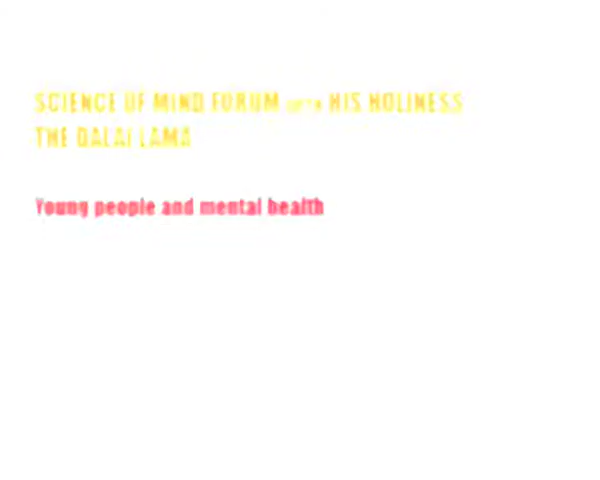 SCIENCE OF MIND FORUM WITH HIS HOLINESS
THE DALAI LAMA
Young people and mental health